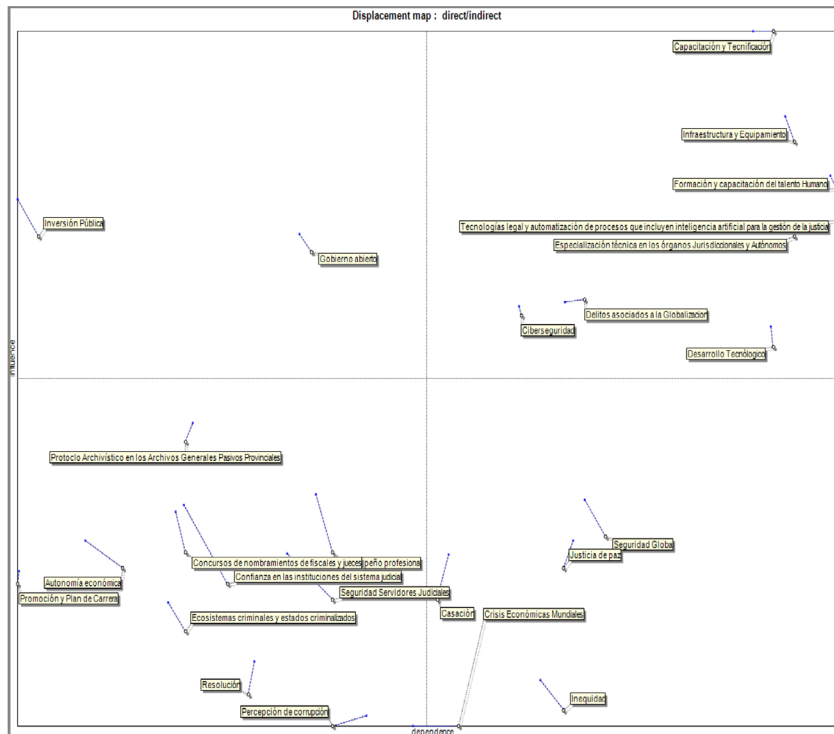 Displacement map : direct/indirect
Capacitación y Tecnificación
Infraestructura y Equipamiento
Formación y capacitación del talento Humano
Inversión Pública
Tecnologías legal y automatización de procesos que incluyen inteligencia artificial para la gestión de la justicia
Especialización técnica en los órganos Jurisdiccionales y Autónomos
Gobierno abierto
Delitos asociados a la Globalizacion
Ciberseguridad
Desarrollo Tecnólogico
influence
Protoclo Archivístico en los Archivos Generales Pasivos Provinciales
Seguridad Global
Justicia de paz
Concursos de nombramientos de fiscales y jueces
peño profesiona
Confianza en las instituciones del sistema judicial
Autonomía económica
Seguridad Servidores Judiciales
Promoción y Plan de Carrera
Casación
Crisis Económicas Mundiales
Ecosistemas criminales y estados criminalizados
Resolución
Inequidad
Percepción de corrupción
dependence